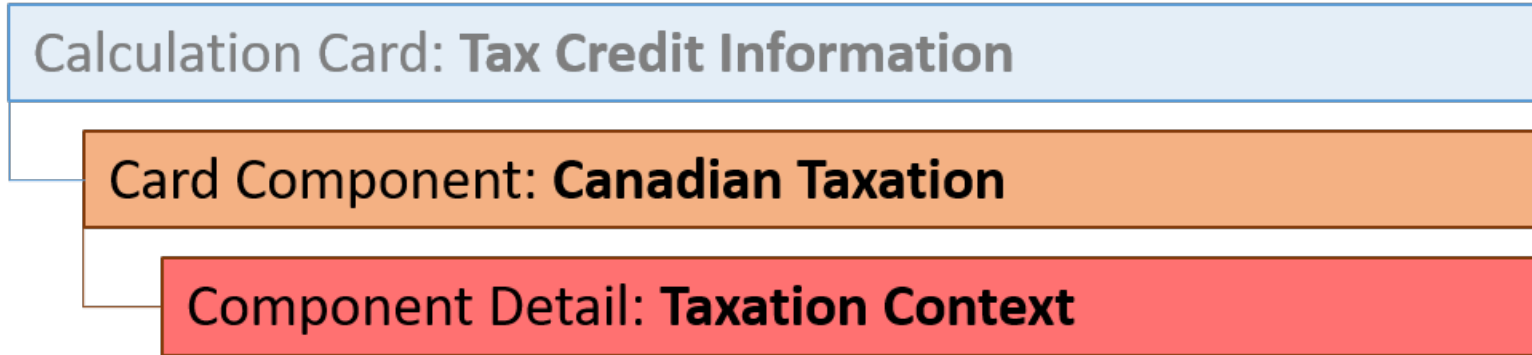 Calculation Card: Tax Credit Information
Card Component: Canadian Taxation
Component Detail: Taxation Context